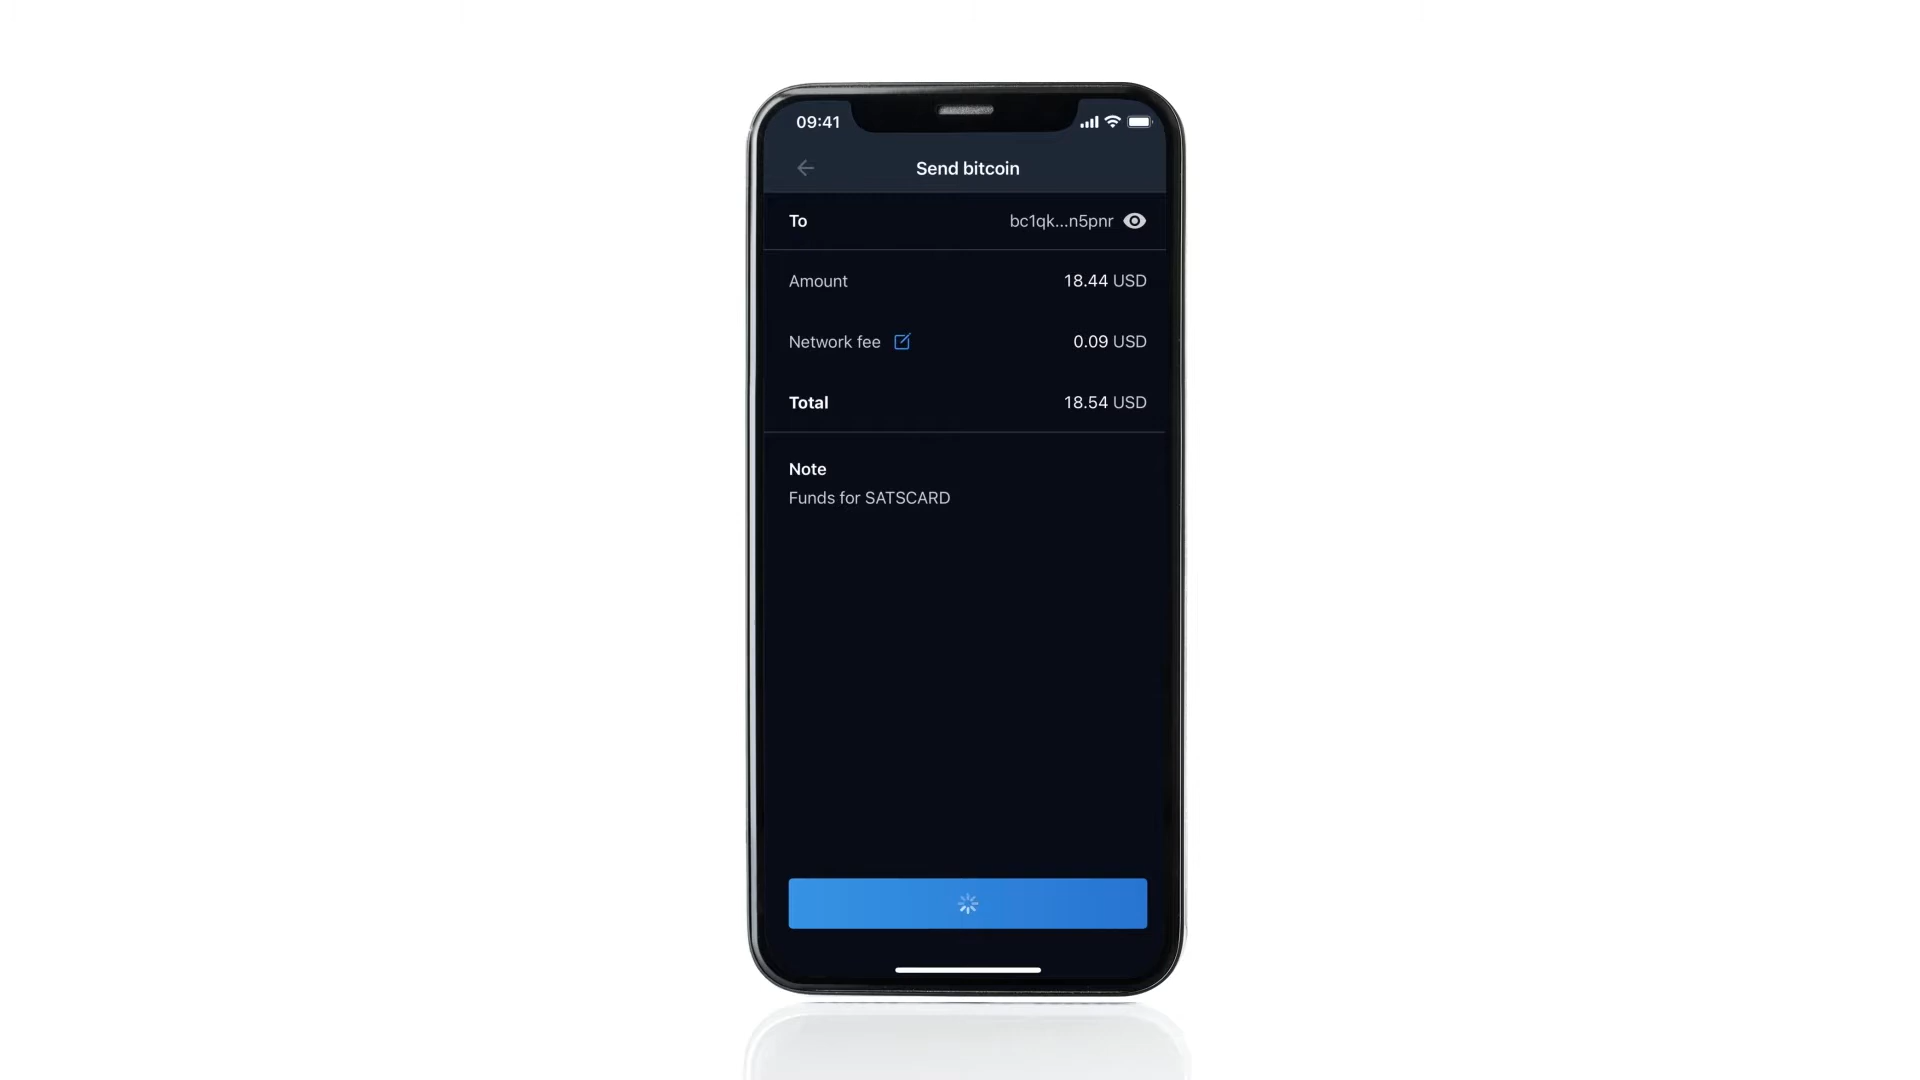 09:41
Send bitcoin
To bc1qk...n5pnr
Amount 18.44 USD
Network fee 0.09 USD
Total 18.54 USD
Note
Funds for SATSCARD